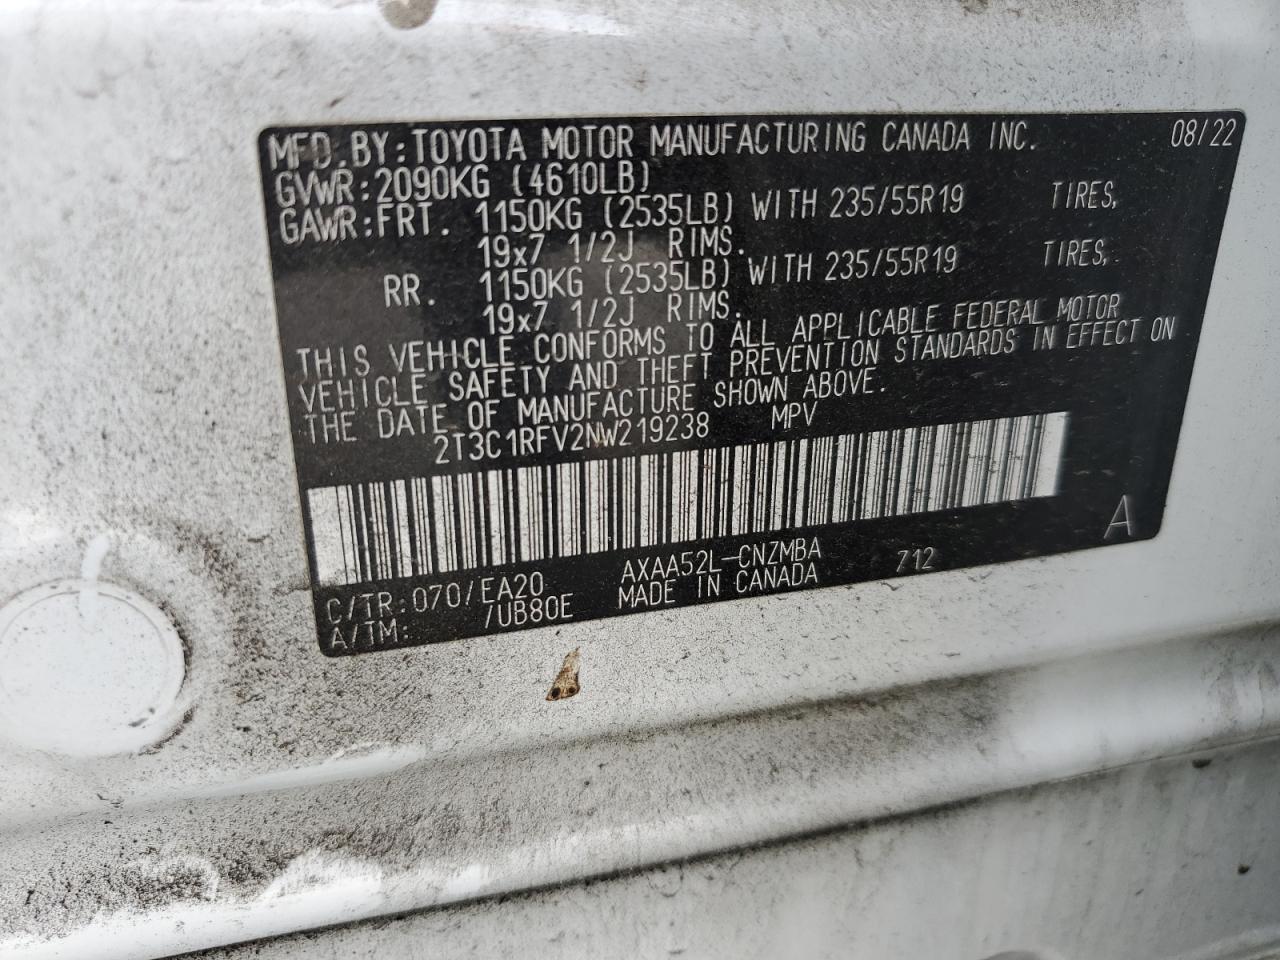 MFD.BY:TOYOTA MOTOR MANUFACTURING CANADA INC. 08/22
GVWR:2090KG (4610LB)
GAWR:FRT. 1150KG (2535LB) WITH 235/55R19 TIRES,
19x7 1/2J RIMS.
RR. 1150KG (2535LB) WITH 235/55R19 TIRES,
19x7 1/2J RIMS.
THIS VEHICLE CONFORMS TO ALL APPLICABLE FEDERAL MOTOR
VEHICLE SAFETY AND THEFT PREVENTION STANDARDS IN EFFECT ON
THE DATE OF MANUFACTURE SHOWN ABOVE.
2T3C1RFV2NW219238 MPV
A
C/TR:070/EA20 AXAA52L-CNZMBA 712
A/TM: /UB80E MADE IN CANADA